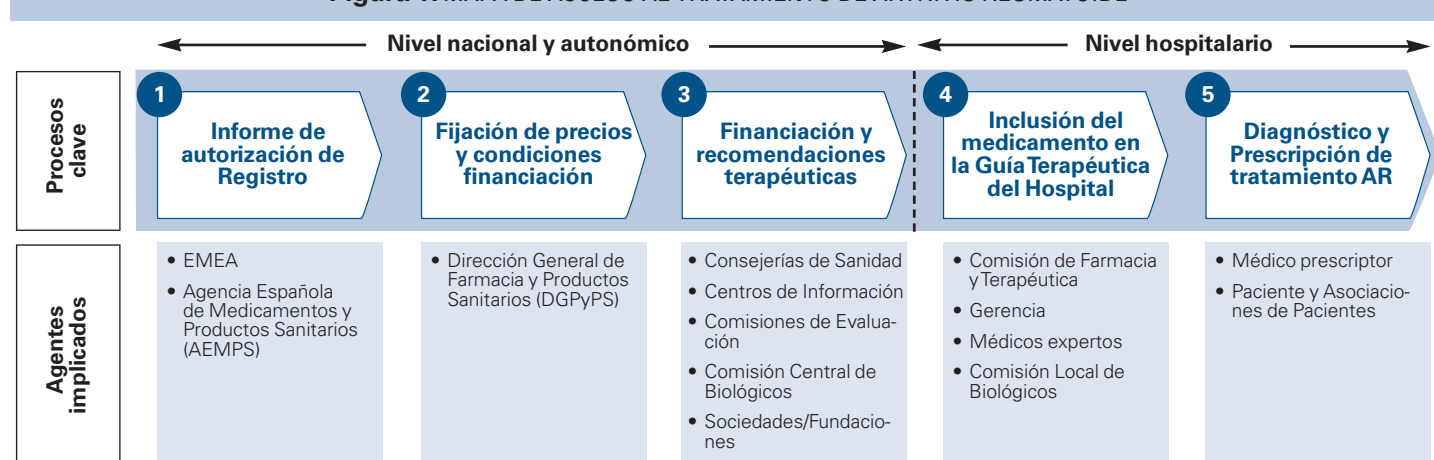 Nivel nacional y autonómico
Nivel hospitalario
Procesos
clave
1
Informe de
autorización de
Registro
2
Fijación de precios
y condiciones
financiación
3
Financiación y
recomendaciones
terapéuticas
4
Inclusión del
medicamento en
la Guía Terapéutica
del Hospital
5
Diagnóstico y
Prescripción de
tratamiento AR
Agentes
implicados
• EMEA
• Agencia Española
de Medicamentos y
Productos Sanitarios
(AEMPS)
• Dirección General de
Farmacia y Productos
Sanitarios (DGPyPS)
• Consejerías de Sanidad
• Centros de Información
• Comisiones de Evalua-
ción
• Comisión Central de
Biológicos
• Sociedades/Fundacio-
nes
• Comisión de Farmacia
y Terapéutica
• Gerencia
• Médicos expertos
• Comisión Local de
Biológicos
• Médico prescriptor
• Paciente y Asociacio-
nes de Pacientes